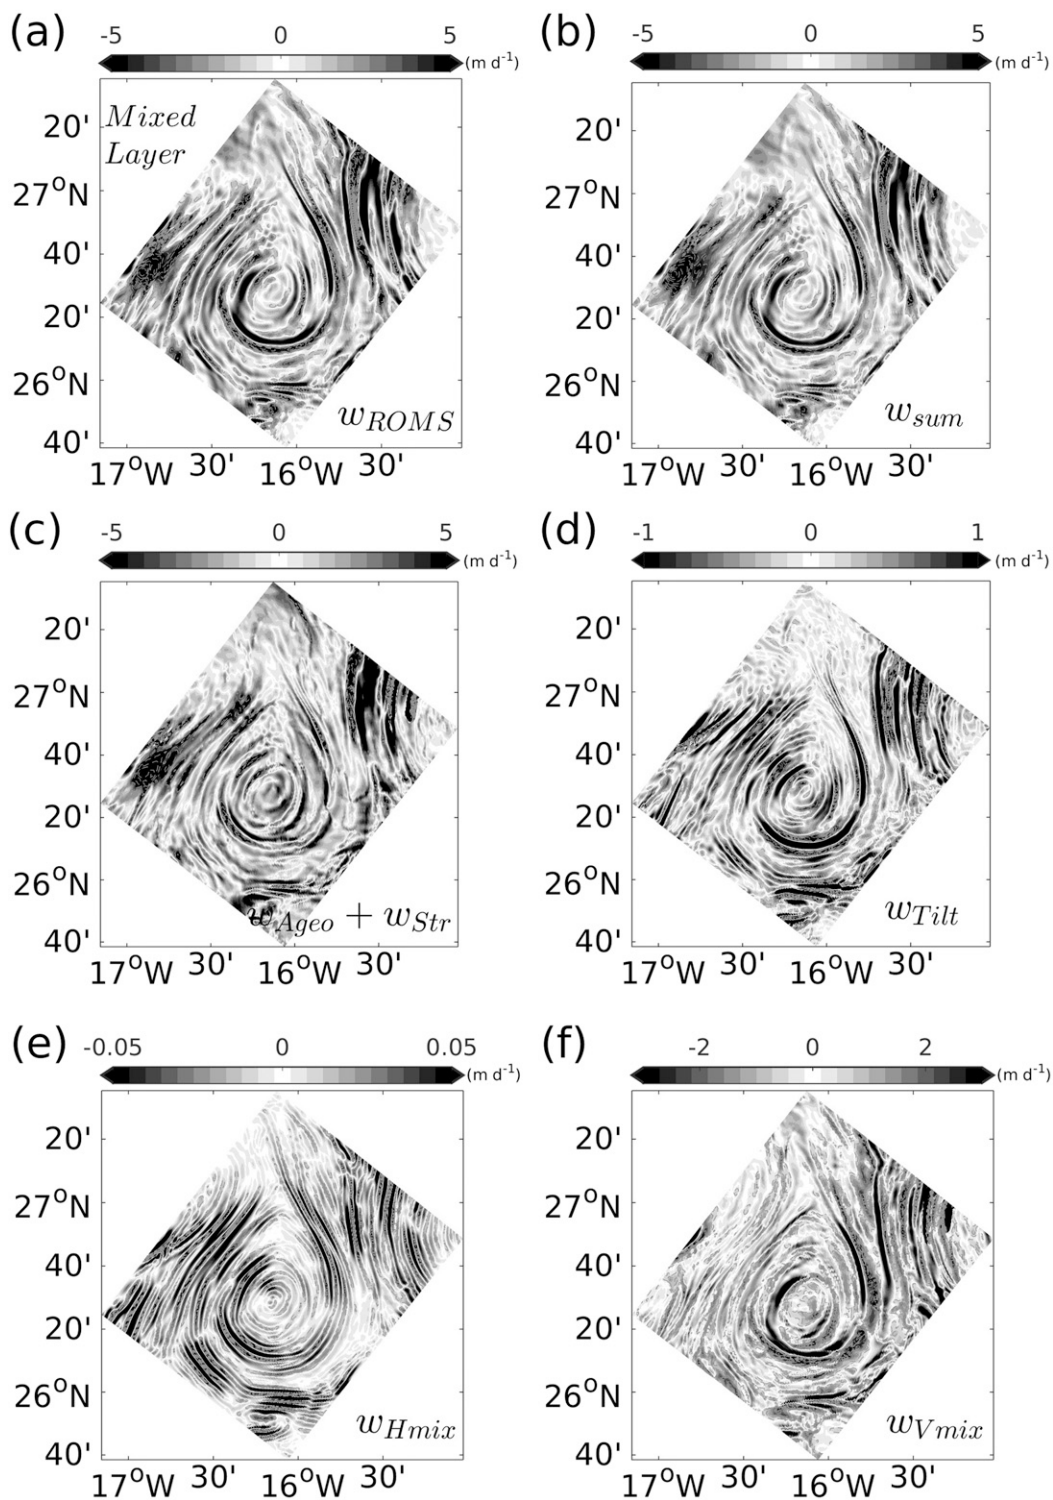 (a) (b)
-5 0 5 (m d⁻¹) -5 0 5 (m d⁻¹)
Mixed
Layer
20' 20'
27°N 27°N
40' 40'
20' 20'
26°N 26°N
w_ROMS w_sum
40' 40'
17°W 30' 16°W 30' 17°W 30' 16°W 30'
(c) (d)
-5 0 5 (m d⁻¹) -1 0 1 (m d⁻¹)
20' 20'
27°N 27°N
40' 40'
20' 20'
26°N 26°N
w_Ageo + w_Str w_Tilt
40' 40'
17°W 30' 16°W 30' 17°W 30' 16°W 30'
(e) (f)
-0.05 0 0.05 (m d⁻¹) -2 0 2 (m d⁻¹)
20' 20'
27°N 27°N
40' 40'
20' 20'
26°N 26°N
w_Hmix w_Vmix
40' 40'
17°W 30' 16°W 30' 17°W 30' 16°W 30'